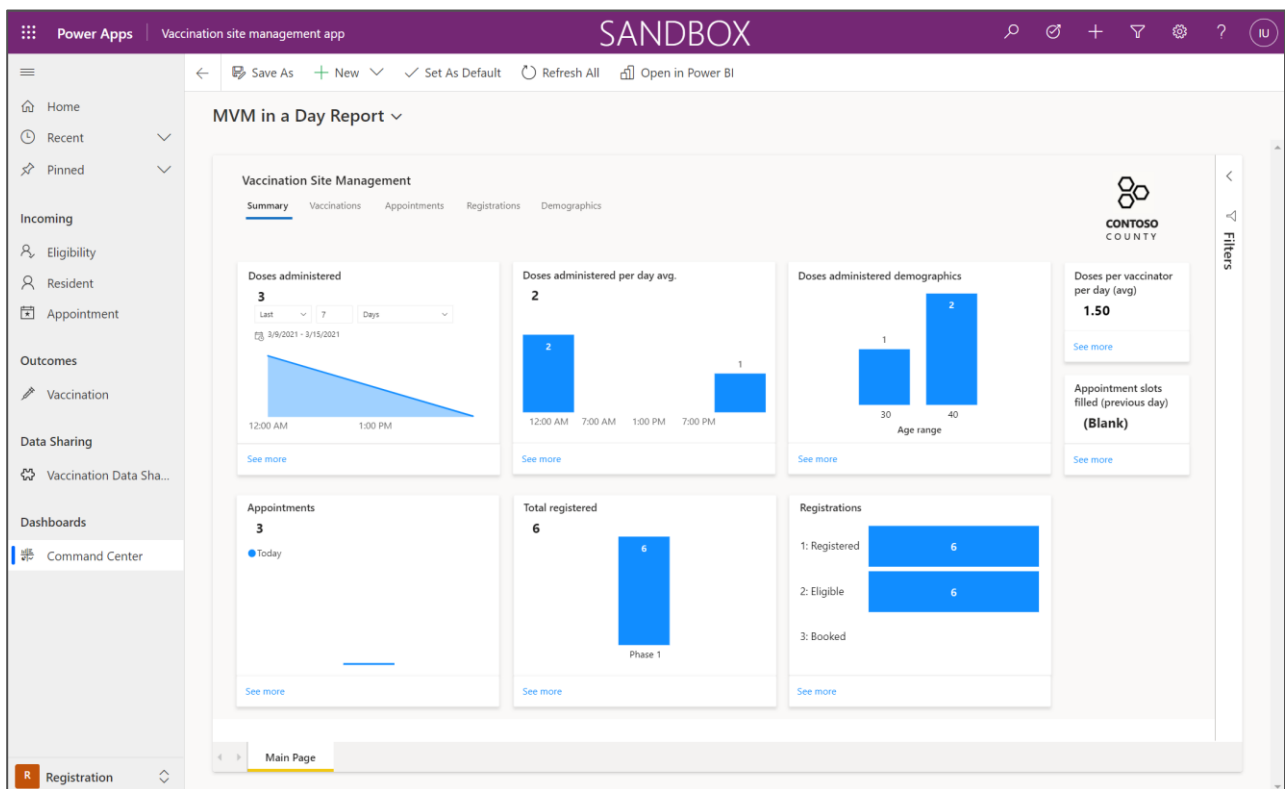 Power Apps
Vaccination site management app
SANDBOX
?
IU
Save As
New
Set As Default
Refresh All
Open in Power BI
Home
Recent
Pinned
Incoming
Eligibility
Resident
Appointment
Outcomes
Vaccination
Data Sharing
Vaccination Data Sha...
Dashboards
Command Center
R
Registration
MVM in a Day Report
Vaccination Site Management
Summary
Vaccinations
Appointments
Registrations
Demographics
CONTOSO
COUNTY
Filters
Doses administered
3
Last
7
Days
3/9/2021 - 3/15/2021
12:00 AM
1:00 PM
See more
Doses administered per day avg.
2
2
1
12:00 AM
7:00 AM
1:00 PM
7:00 PM
See more
Doses administered demographics
1
2
30
40
Age range
See more
Doses per vaccinator
per day (avg)
1.50
See more
Appointment slots
filled (previous day)
(Blank)
See more
Appointments
3
Today
See more
Total registered
6
6
Phase 1
See more
Registrations
1: Registered
6
2: Eligible
6
3: Booked
See more
Main Page